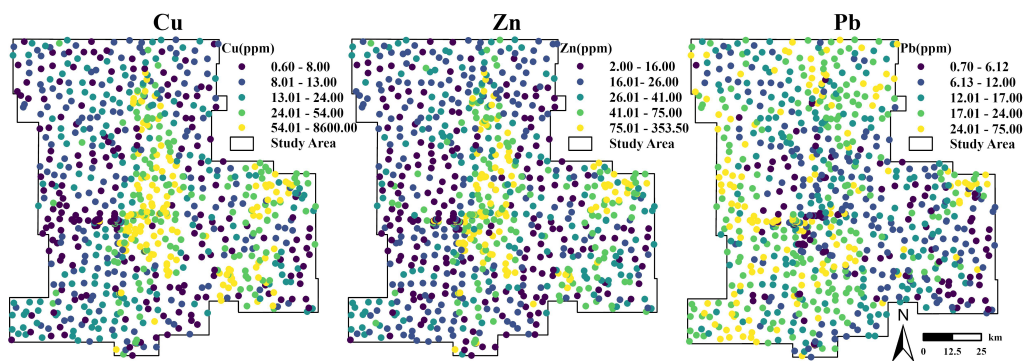 Cu
Cu(ppm)
0.60 - 8.00
8.01 - 13.00
13.01 - 24.00
24.01 - 54.00
54.01 - 8600.00
Study Area
Zn
Zn(ppm)
2.00 - 16.00
16.01 - 26.00
26.01 - 41.00
41.01 - 75.00
75.01 - 353.50
Study Area
Pb
Pb(ppm)
0.70 - 6.12
6.13 - 12.00
12.01 - 17.00
17.01 - 24.00
24.01 - 75.00
Study Area
N
km
0 12.5 25